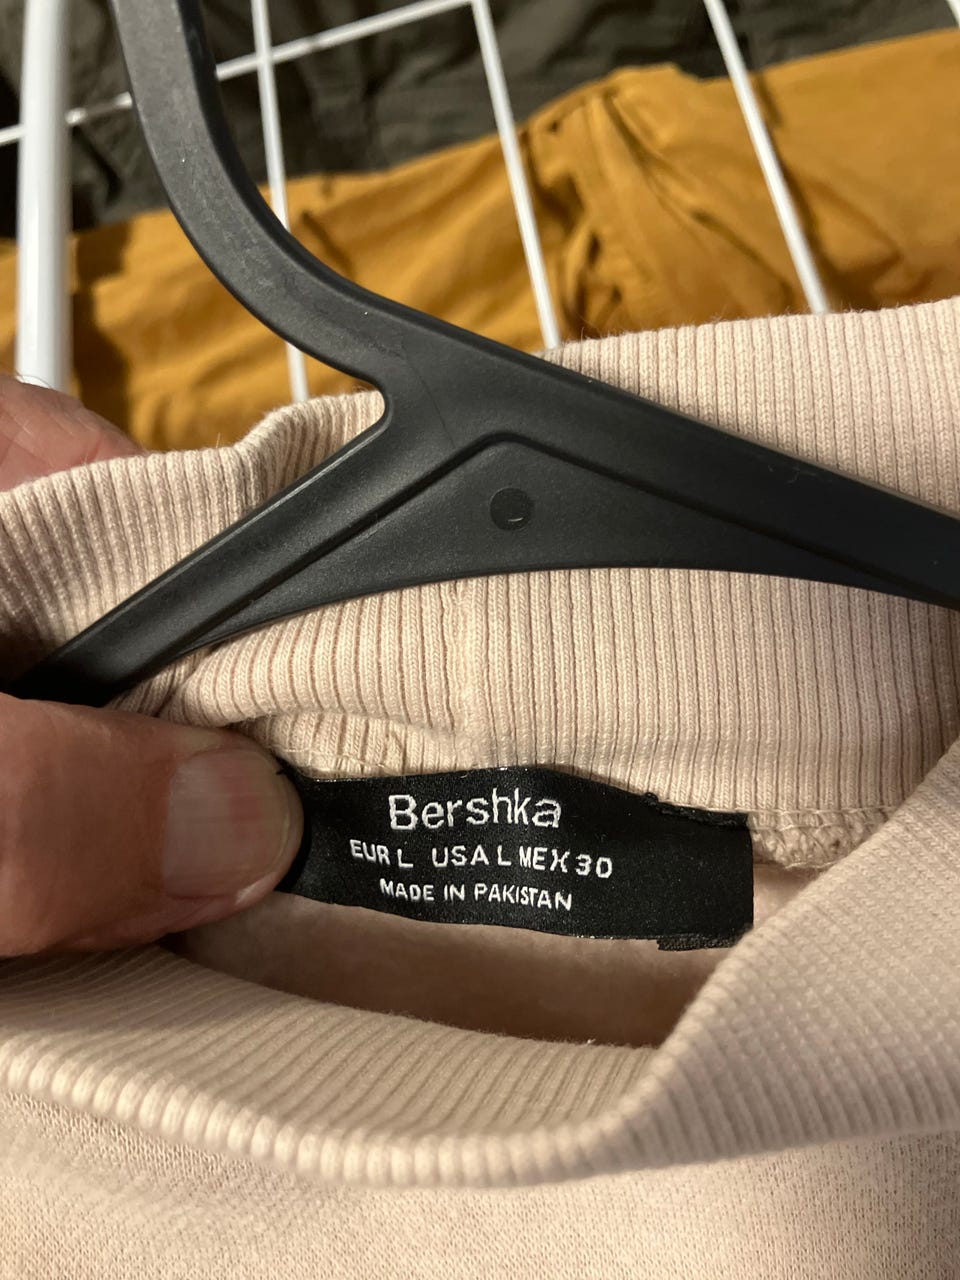 Bershka
EUR L USA L MEX 30
MADE IN PAKISTAN